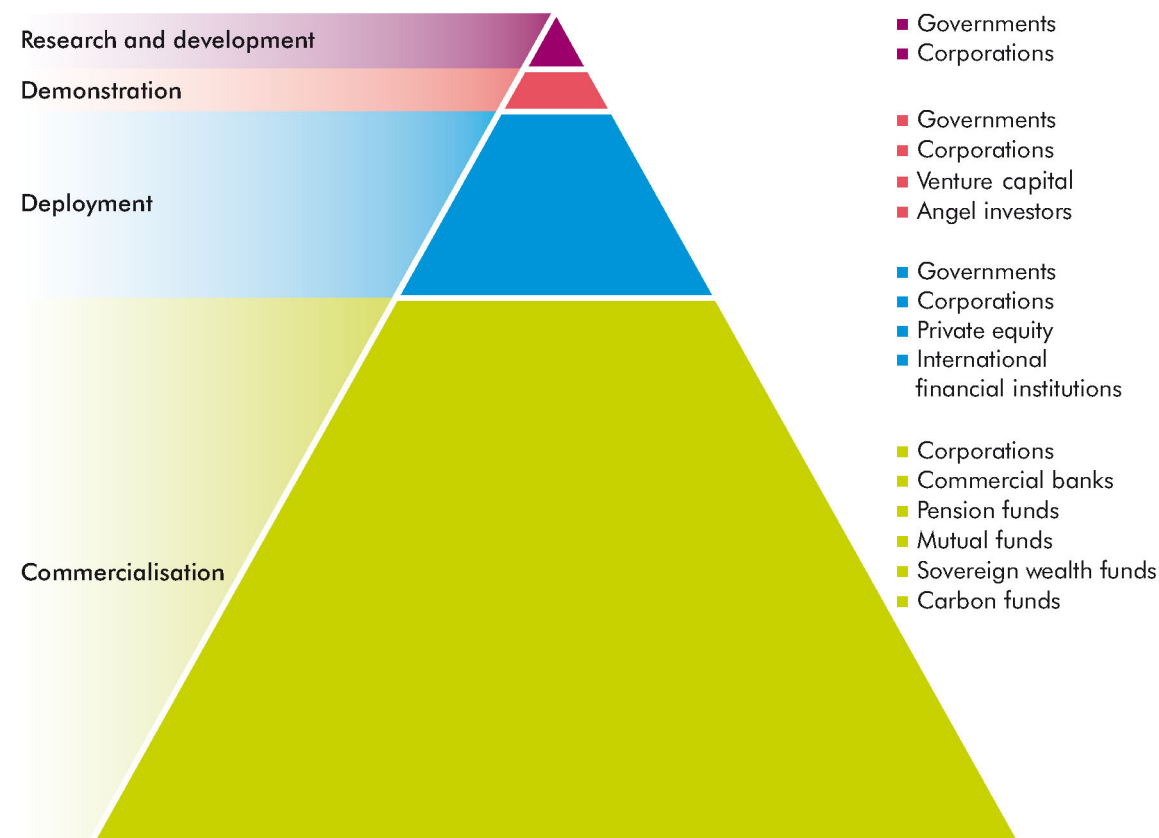 Research and development
Governments
Corporations
Demonstration
Governments
Corporations
Venture capital
Angel investors
Deployment
Governments
Corporations
Private equity
International
financial institutions
Commercialisation
Corporations
Commercial banks
Pension funds
Mutual funds
Sovereign wealth funds
Carbon funds